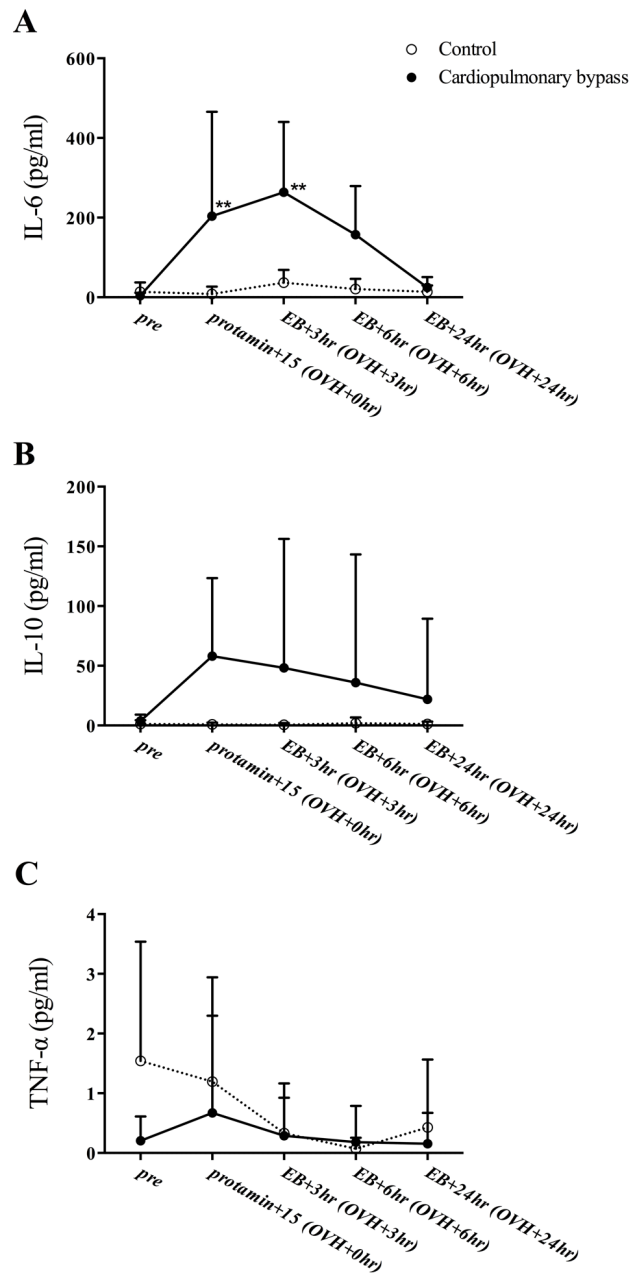 A
Control
Cardiopulmonary bypass
IL-6 (pg/ml)
600
400
200
0
**
**
pre
protamin+15 (OVH+0hr)
EB+3hr (OVH+3hr)
EB+6hr (OVH+6hr)
EB+24hr (OVH+24hr)
B
IL-10 (pg/ml)
200
150
100
50
0
pre
protamin+15 (OVH+0hr)
EB+3hr (OVH+3hr)
EB+6hr (OVH+6hr)
EB+24hr (OVH+24hr)
C
TNF-α (pg/ml)
4
3
2
1
0
pre
protamin+15 (OVH+0hr)
EB+3hr (OVH+3hr)
EB+6hr (OVH+6hr)
EB+24hr (OVH+24hr)